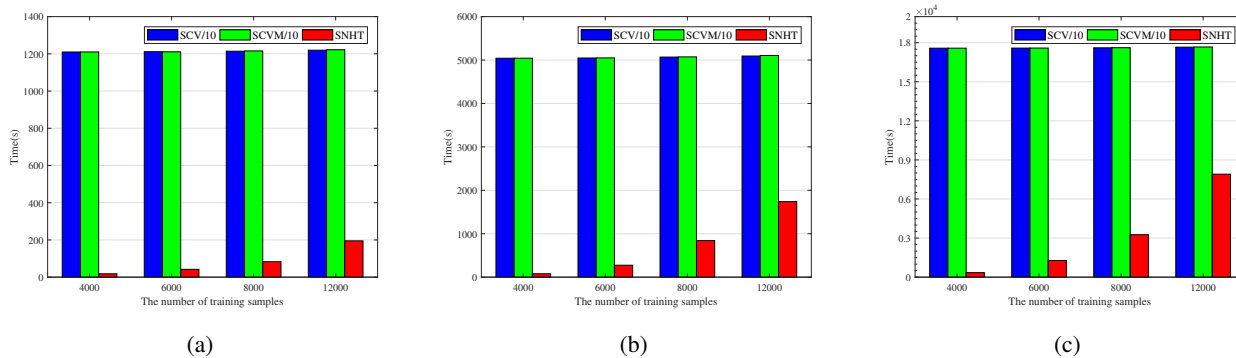 1400
1200
1000
800
600
400
200
0
Time(s)
SCV/10 SCVM/10 SNHT
4000 6000 8000 12000
The number of training samples
(a)
6000
5000
4000
3000
2000
1000
0
Time(s)
SCV/10 SCVM/10 SNHT
4000 6000 8000 12000
The number of training samples
(b)
×10⁴
2
1.8
1.5
1.2
0.9
0.6
0.3
0
Time(s)
SCV/10 SCVM/10 SNHT
4000 6000 8000 12000
The number of training samples
(c)